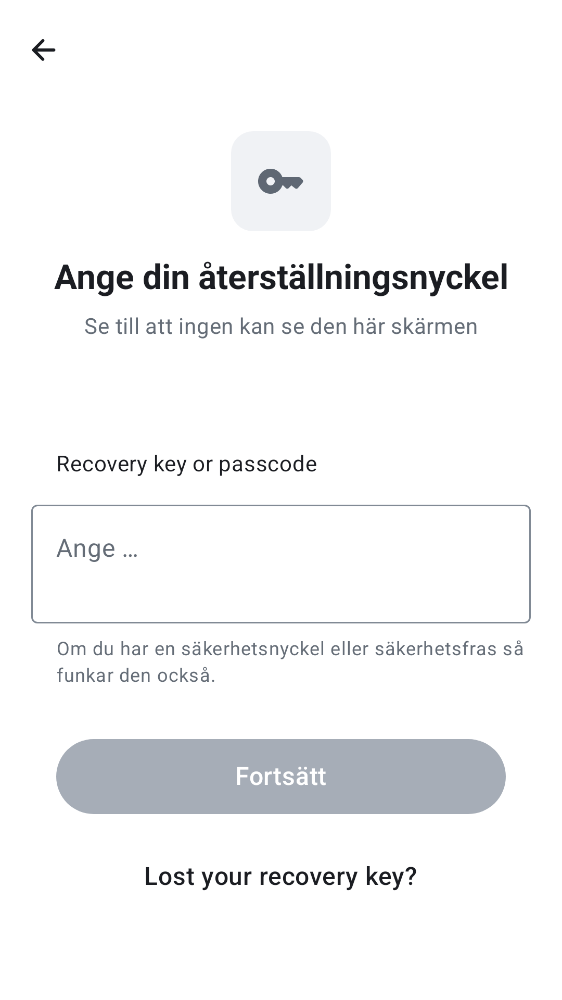 Ange din återställningsnyckel
Se till att ingen kan se den här skärmen
Recovery key or passcode
Ange …
Om du har en säkerhetsnyckel eller säkerhetsfras så
funkar den också.
Fortsätt
Lost your recovery key?